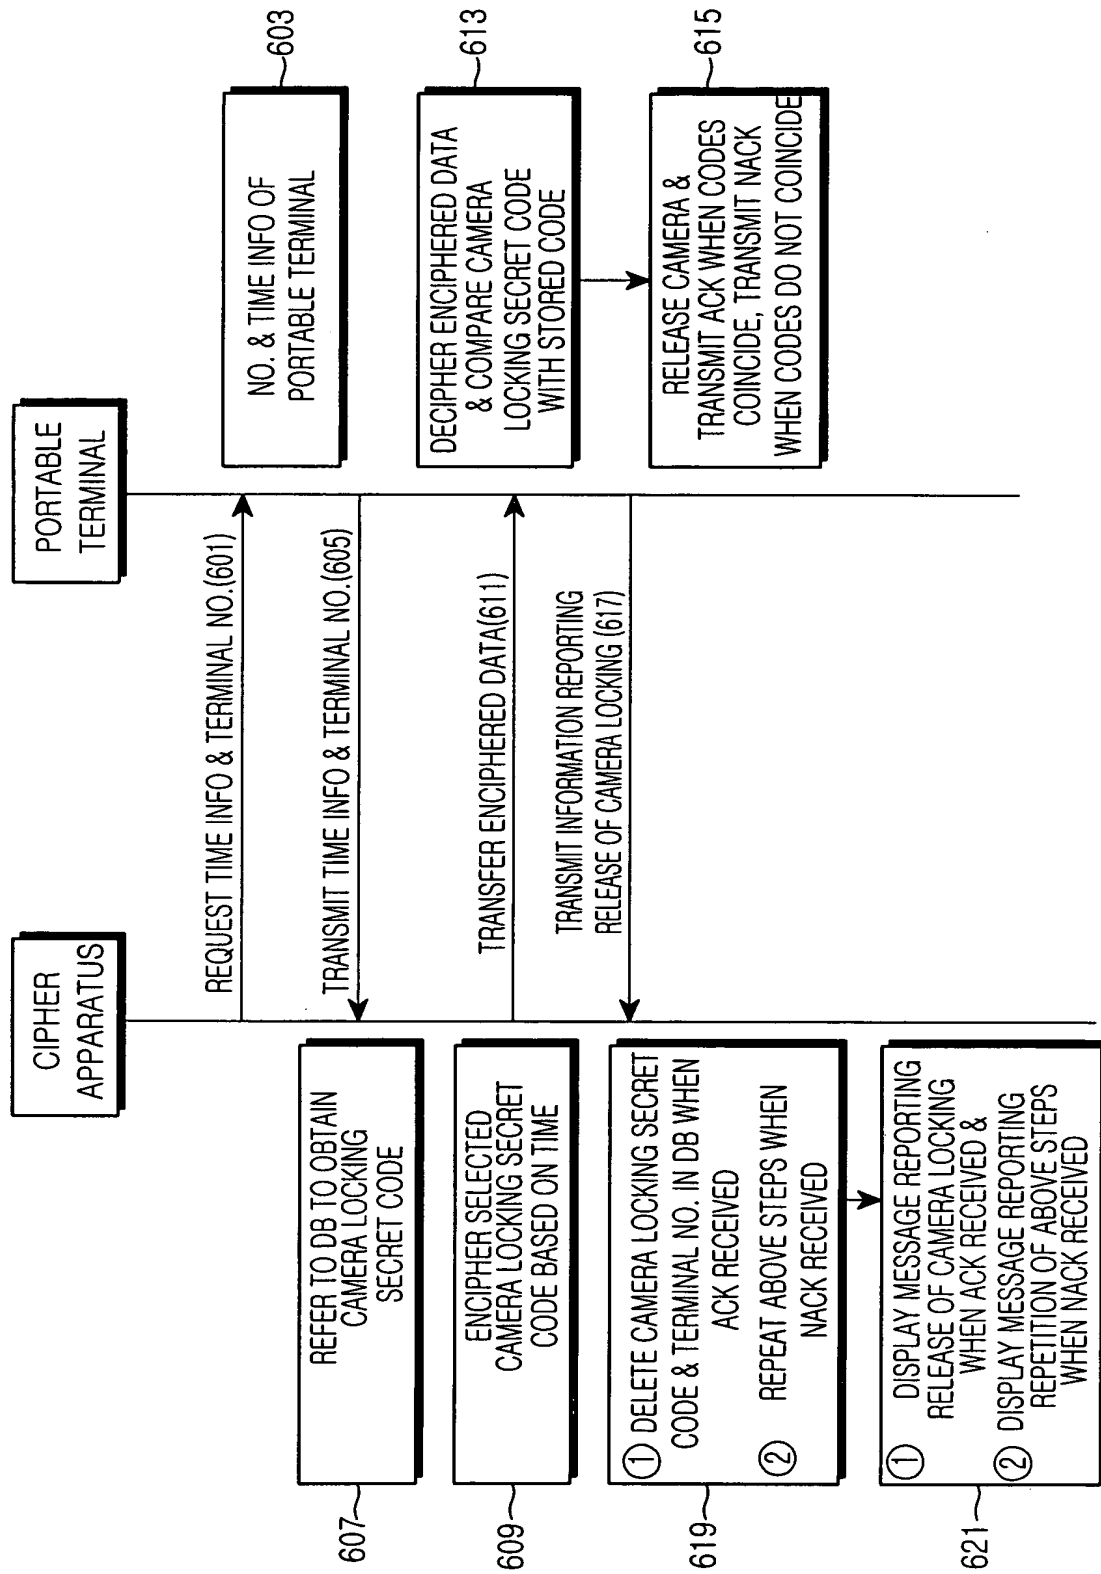 CIPHER
APPARATUS
PORTABLE
TERMINAL
REQUEST TIME INFO & TERMINAL NO.(601)
NO. & TIME INFO OF
PORTABLE TERMINAL
603
TRANSMIT TIME INFO & TERMINAL NO.(605)
REFER TO DB TO OBTAIN
CAMERA LOCKING
SECRET CODE
607
ENCIPHER SELECTED
CAMERA LOCKING SECRET
CODE BASED ON TIME
609
TRANSFER ENCIPHERED DATA(611)
DECIPHER ENCIPHERED DATA
& COMPARE CAMERA
LOCKING SECRET CODE
WITH STORED CODE
613
RELEASE CAMERA &
TRANSMIT ACK WHEN CODES
COINCIDE, TRANSMIT NACK
WHEN CODES DO NOT COINCIDE
615
TRANSMIT INFORMATION REPORTING
RELEASE OF CAMERA LOCKING (617)
① DELETE CAMERA LOCKING SECRET
CODE & TERMINAL NO. IN DB WHEN
ACK RECEIVED
② REPEAT ABOVE STEPS WHEN
NACK RECEIVED
619
① DISPLAY MESSAGE REPORTING
RELEASE OF CAMERA LOCKING
WHEN ACK RECEIVED &
② DISPLAY MESSAGE REPORTING
REPETITION OF ABOVE STEPS
WHEN NACK RECEIVED
621